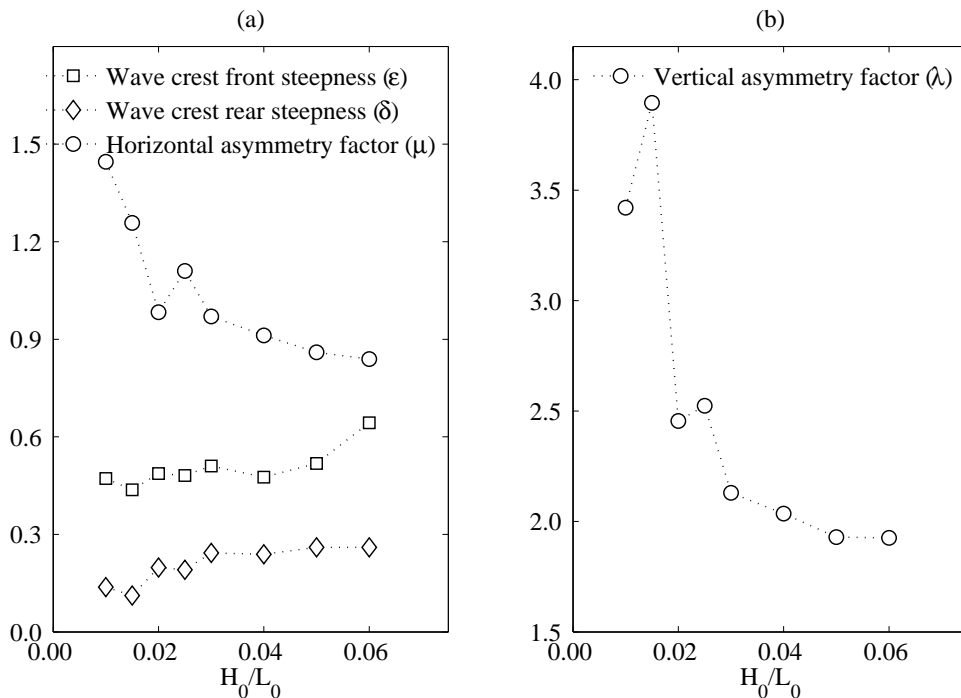 (a)
Wave crest front steepness (ε)
Wave crest rear steepness (δ)
Horizontal asymmetry factor (μ)
1.5
1.2
0.9
0.6
0.3
0.0
0.00 0.02 0.04 0.06
H₀/L₀
(b)
Vertical asymmetry factor (λ)
4.0
3.5
3.0
2.5
2.0
1.5
0.00 0.02 0.04 0.06
H₀/L₀